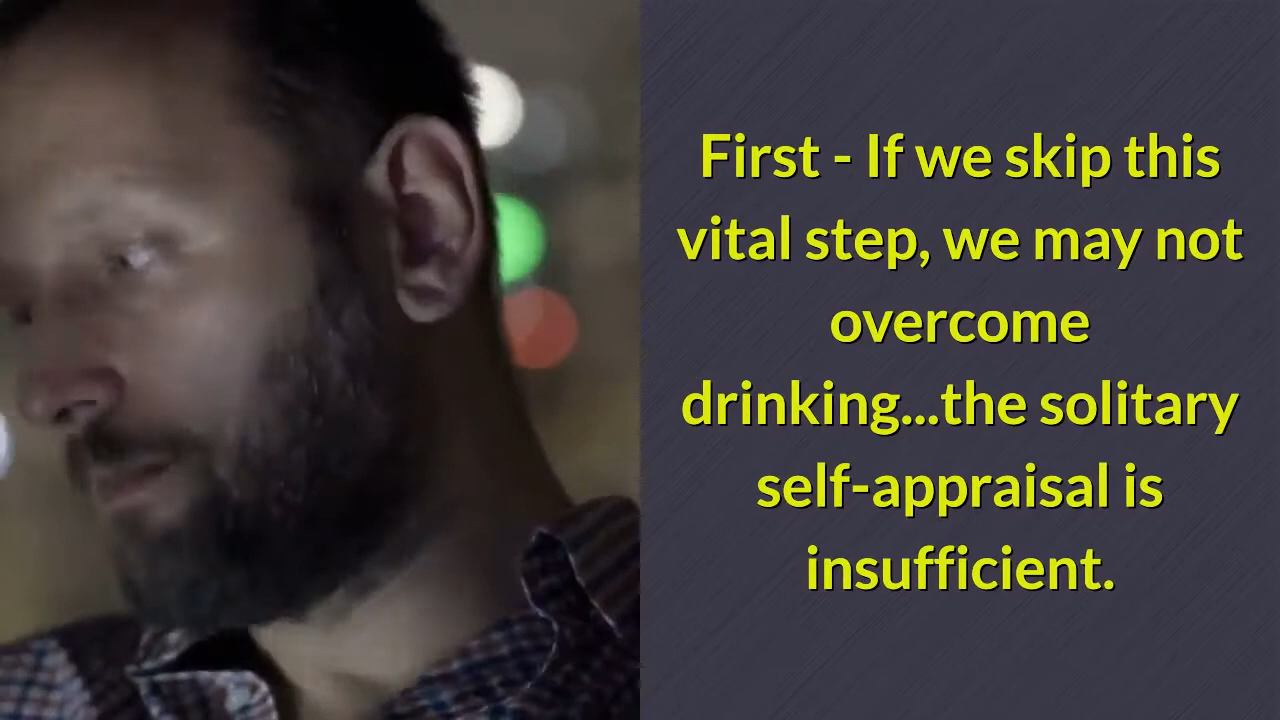 First - If we skip this
vital step, we may not
overcome
drinking...the solitary
self-appraisal is
insufficient.